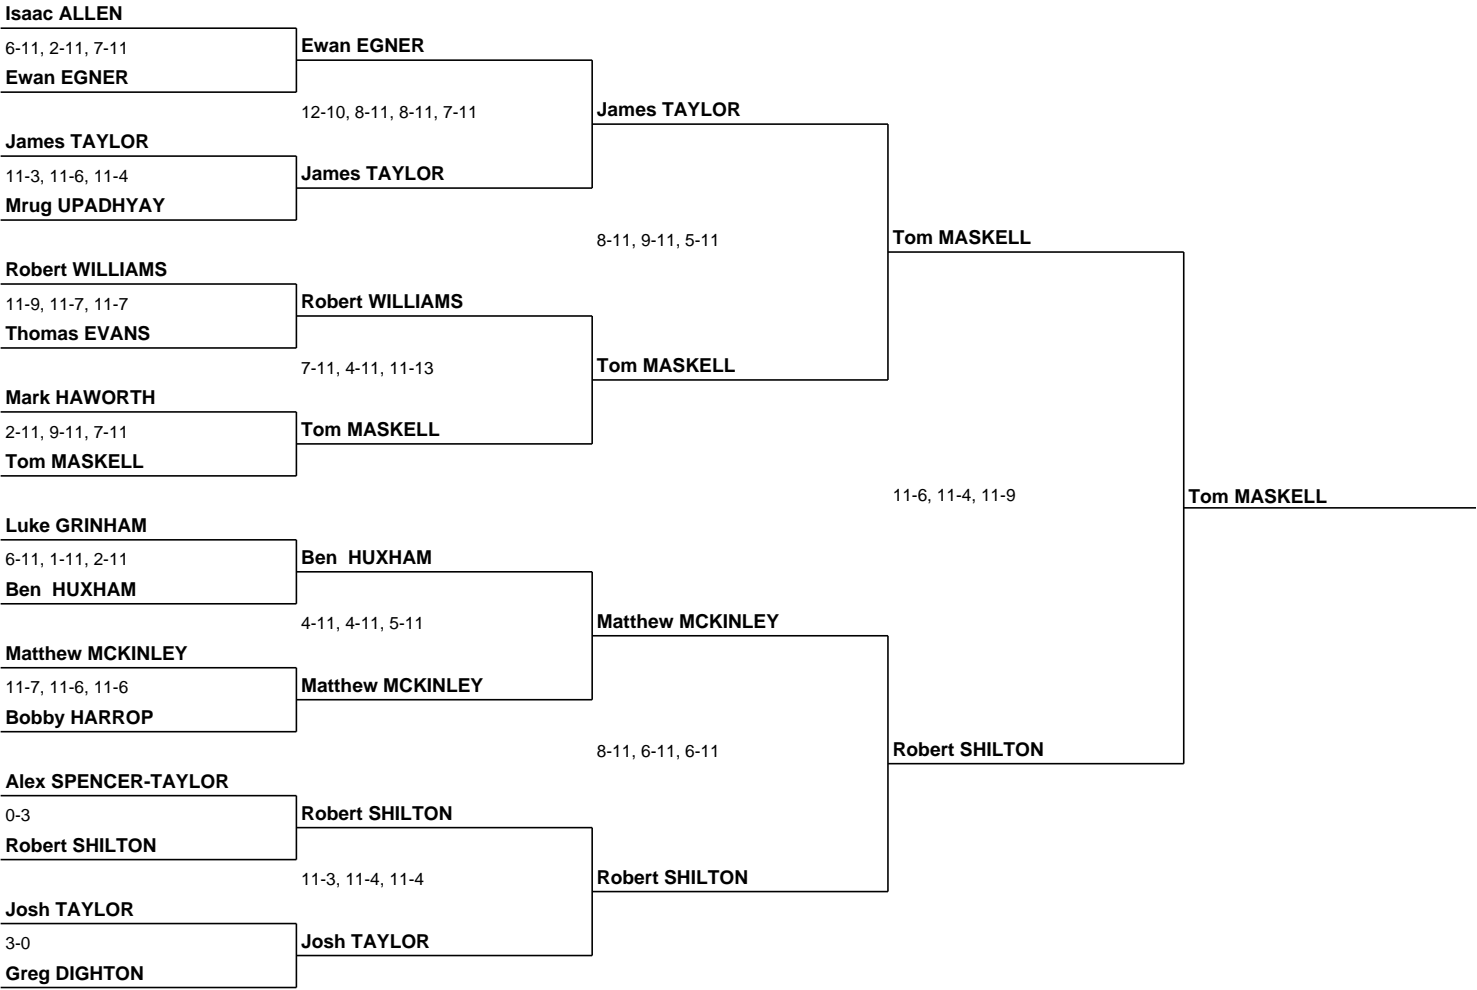 Isaac ALLEN
6-11, 2-11, 7-11
Ewan EGNER
James TAYLOR
11-3, 11-6, 11-4
Mrug UPADHYAY
Robert WILLIAMS
11-9, 11-7, 11-7
Thomas EVANS
Mark HAWORTH
2-11, 9-11, 7-11
Tom MASKELL
Luke GRINHAM
6-11, 1-11, 2-11
Ben  HUXHAM
Matthew MCKINLEY
11-7, 11-6, 11-6
Bobby HARROP
Alex SPENCER-TAYLOR
0-3
Robert SHILTON
Josh TAYLOR
3-0
Greg DIGHTON
Ewan EGNER
12-10, 8-11, 8-11, 7-11
James TAYLOR
Robert WILLIAMS
7-11, 4-11, 11-13
Tom MASKELL
Ben  HUXHAM
4-11, 4-11, 5-11
Matthew MCKINLEY
Robert SHILTON
11-3, 11-4, 11-4
Josh TAYLOR
James TAYLOR
8-11, 9-11, 5-11
Tom MASKELL
Matthew MCKINLEY
8-11, 6-11, 6-11
Robert SHILTON
Tom MASKELL
11-6, 11-4, 11-9
Robert SHILTON
Tom MASKELL